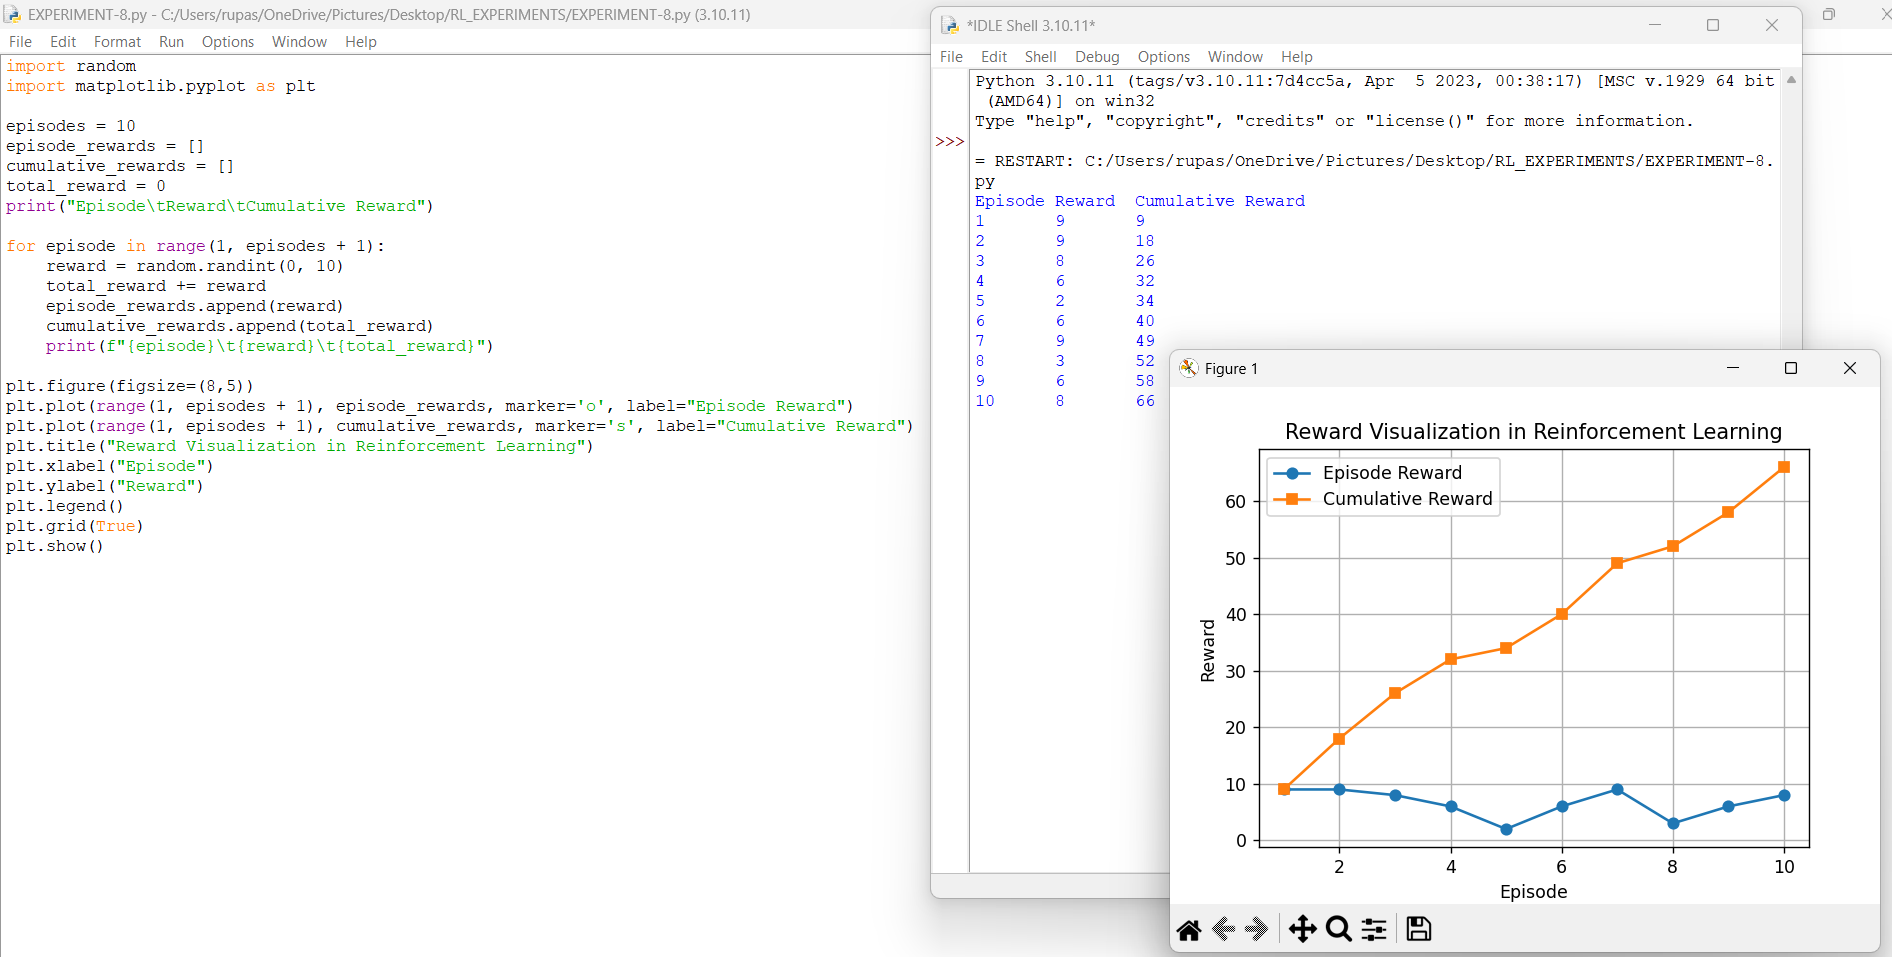 EXPERIMENT-8.py - C:/Users/rupas/OneDrive/Pictures/Desktop/RL_EXPERIMENTS/EXPERIMENT-8.py (3.10.11)
File Edit Format Run Options Window Help
import random
import matplotlib.pyplot as plt

episodes = 10
episode_rewards = []
cumulative_rewards = []
total_reward = 0
print("Episode\tReward\tCumulative Reward")

for episode in range(1, episodes + 1):
    reward = random.randint(0, 10)
    total_reward += reward
    episode_rewards.append(reward)
    cumulative_rewards.append(total_reward)
    print(f"{episode}\t{reward}\t{total_reward}")

plt.figure(figsize=(8,5))
plt.plot(range(1, episodes + 1), episode_rewards, marker='o', label="Episode Reward")
plt.plot(range(1, episodes + 1), cumulative_rewards, marker='s', label="Cumulative Reward")
plt.title("Reward Visualization in Reinforcement Learning")
plt.xlabel("Episode")
plt.ylabel("Reward")
plt.legend()
plt.grid(True)
plt.show()
*IDLE Shell 3.10.11*
File Edit Shell Debug Options Window Help
Python 3.10.11 (tags/v3.10.11:7d4cc5a, Apr  5 2023, 00:38:17) [MSC v.1929 64 bit
 (AMD64)] on win32
Type "help", "copyright", "credits" or "license()" for more information.
>>>
= RESTART: C:/Users/rupas/OneDrive/Pictures/Desktop/RL_EXPERIMENTS/EXPERIMENT-8.
py
Episode Reward  Cumulative Reward
1 9 9
2 9 18
3 8 26
4 6 32
5 2 34
6 6 40
7 9 49
8 3 52
9 6 58
10 8 66
Figure 1
Reward Visualization in Reinforcement Learning
Episode Reward
Cumulative Reward
60
50
40
30
20
10
0
Reward
2 4 6 8 10
Episode